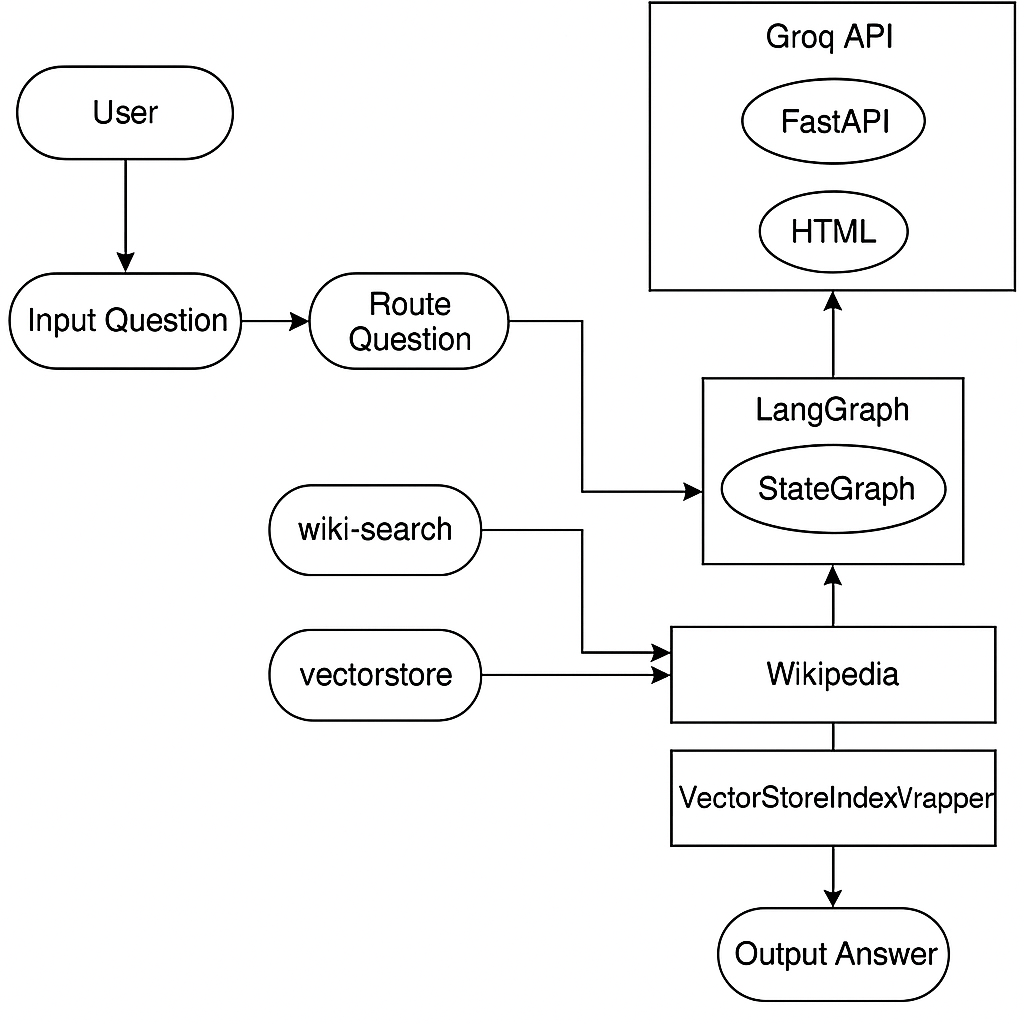 User
Input Question
Route
Question
Groq API
FastAPI
HTML
LangGraph
StateGraph
wiki-search
vectorstore
Wikipedia
VectorStoreIndexVrapper
Output Answer